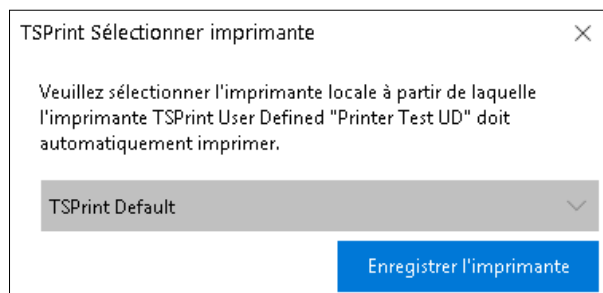 TSPrint Sélectionner imprimante
Veuillez sélectionner l'imprimante locale à partir de laquelle
l'imprimante TSPrint User Defined "Printer Test UD" doit
automatiquement imprimer.
TSPrint Default
Enregistrer l'imprimante